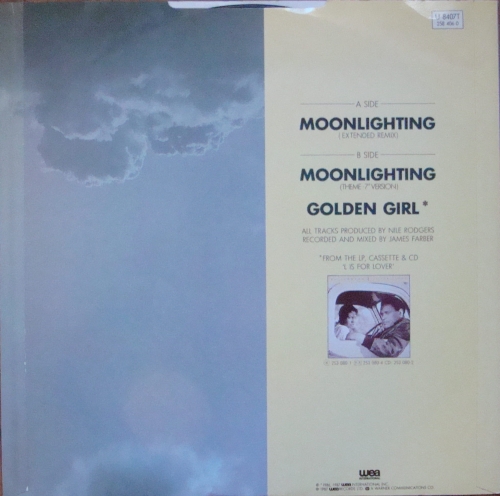 U 8407T
A SIDE
MOONLIGHTING
(EXTENDED REMIX)
B SIDE
MOONLIGHTING
(THEME 7" VERSION)
GOLDEN GIRL*
ALL TRACKS PRODUCED BY NILE RODGERS
RECORDED AND MIXED BY JAMES FARBER
*FROM THE LP, CASSETTE & CD
'L IS FOR LOVER'
wea